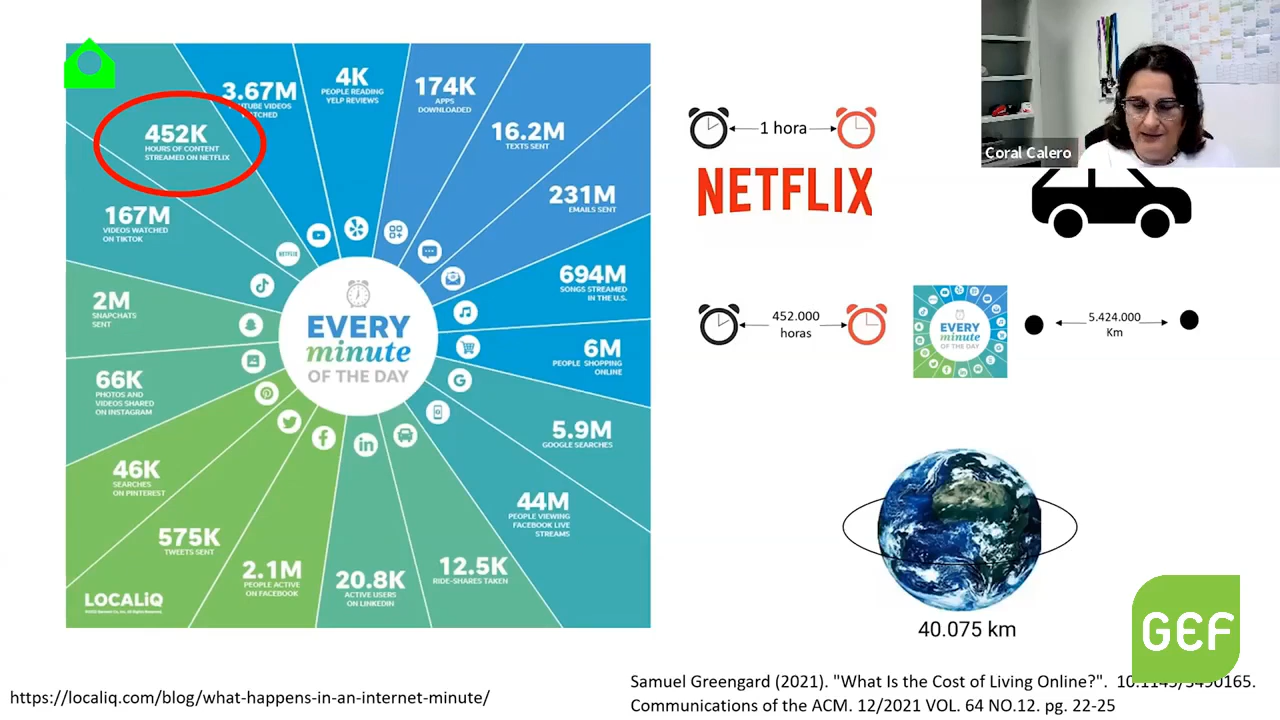 452K
HOURS OF CONTENT
STREAMED ON NETFLIX
3.67M
4K
PEOPLE READING
YELP REVIEWS
174K
APPS
DOWNLOADED
16.2M
TEXTS SENT
231M
EMAILS SENT
694M
SONGS STREAMED
IN THE U.S.
6M
PEOPLE SHOPPING
ONLINE
5.9M
GOOGLE SEARCHES
44M
PEOPLE VIEWING
FACEBOOK LIVE
STREAMS
12.5K
RIDE-SHARES TAKEN
20.8K
ACTIVE USERS
ON LINKEDIN
2.1M
PEOPLE ACTIVE
ON FACEBOOK
575K
TWEETS SENT
46K
SEARCHES
ON PINTEREST
66K
PHOTOS AND
VIDEOS SHARED
ON INSTAGRAM
2M
SNAPCHATS
SENT
167M
VIDEOS WATCHED
ON TIKTOK
NETFLIX
EVERY
minute
OF THE DAY
LOCALiQ
1 hora
NETFLIX
Coral Calero
452.000
horas
EVERY
minute
OF THE DAY
5.424.000
Km
40.075 km
GEF
https://localiq.com/blog/what-happens-in-an-internet-minute/
Samuel Greengard (2021). "What Is the Cost of Living Online?".
Communications of the ACM. 12/2021 VOL. 64 NO.12. pg. 22-25